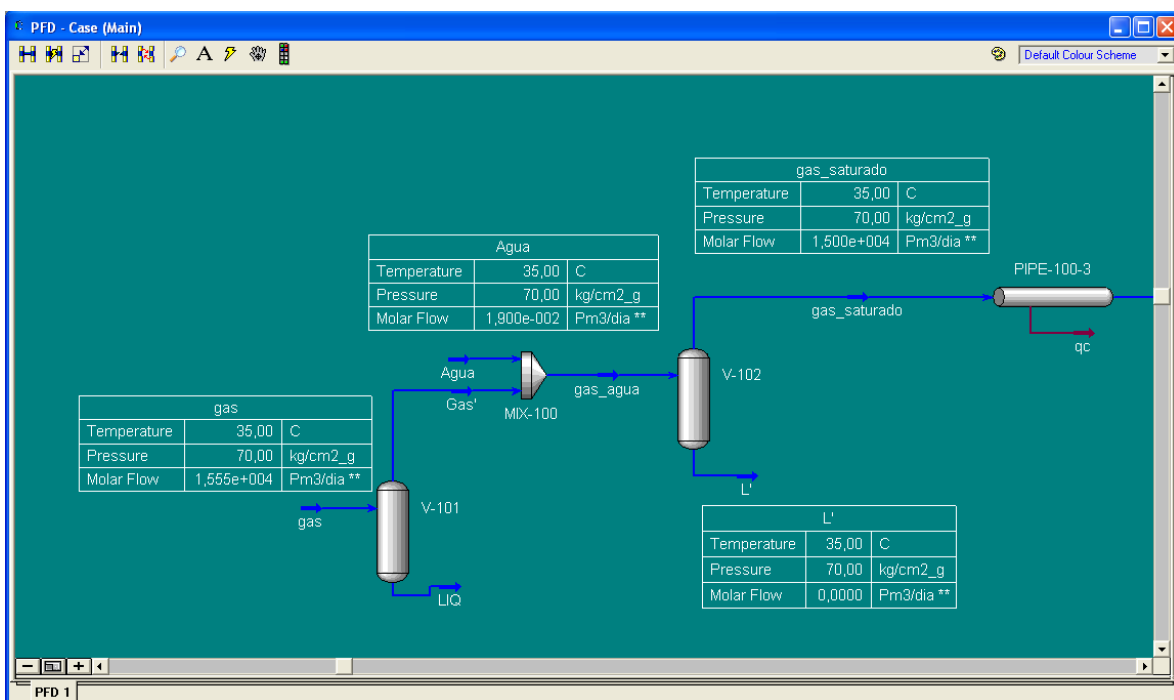 PFD - Case (Main)
A
Default Colour Scheme
gas_saturado
Temperature 35,00 C
Pressure 70,00 kg/cm2_g
Molar Flow 1,500e+004 Pm3/dia **
Agua
Temperature 35,00 C
Pressure 70,00 kg/cm2_g
Molar Flow 1,900e-002 Pm3/dia **
PIPE-100-3
gas_saturado
qc
Agua
Gas'
MIX-100
gas_agua
V-102
gas
Temperature 35,00 C
Pressure 70,00 kg/cm2_g
Molar Flow 1,555e+004 Pm3/dia **
L'
gas
V-101
LIQ
L'
Temperature 35,00 C
Pressure 70,00 kg/cm2_g
Molar Flow 0,0000 Pm3/dia **
PFD 1